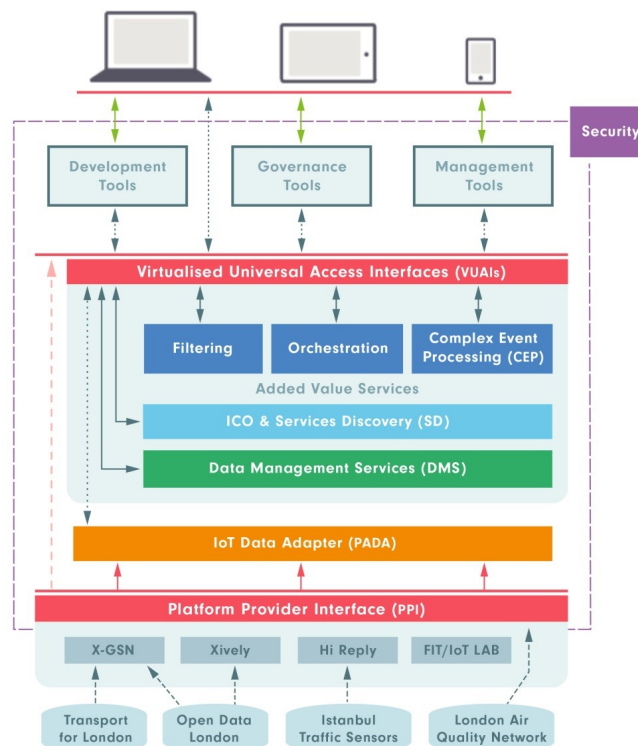 Security
Development
Tools
Governance
Tools
Management
Tools
Virtualised Universal Access Interfaces (VUAIs)
Filtering
Orchestration
Complex Event
Processing (CEP)
Added Value Services
ICO & Services Discovery (SD)
Data Management Services (DMS)
IoT Data Adapter (PADA)
Platform Provider Interface (PPI)
X-GSN
Xively
Hi Reply
FIT/IoT LAB
Transport
for London
Open Data
London
Istanbul
Traffic Sensors
London Air
Quality Network